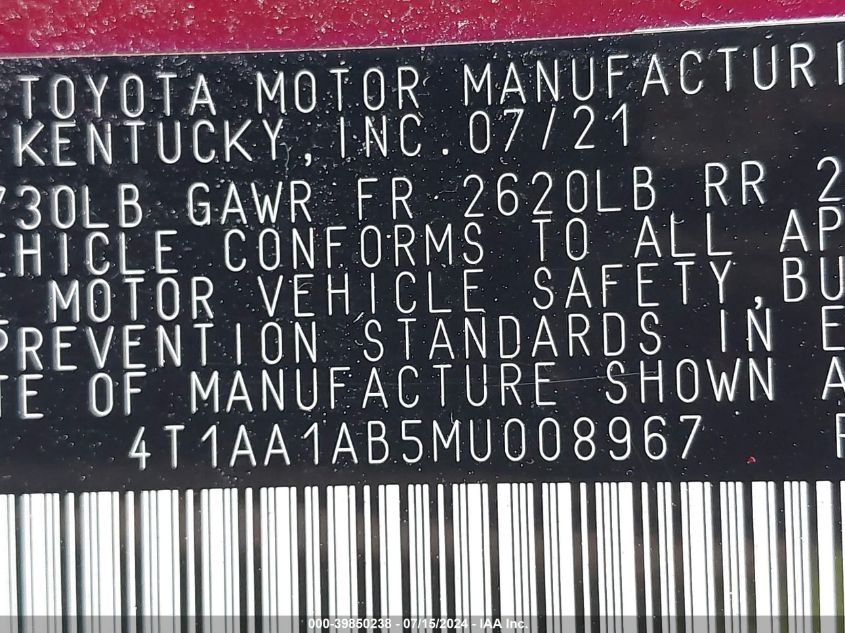 TOYOTA MOTOR MANUFACTURI
KENTUCKY, INC. 07/21
730LB GAWR FR 2620LB RR 2
EHICLE CONFORMS TO ALL AP
MOTOR VEHICLE SAFETY, BU
PREVENTION STANDARDS IN E
TE OF MANUFACTURE SHOWN A
4T1AA1AB5MU008967
000-39850238 - 07/15/2024 - IAA Inc.